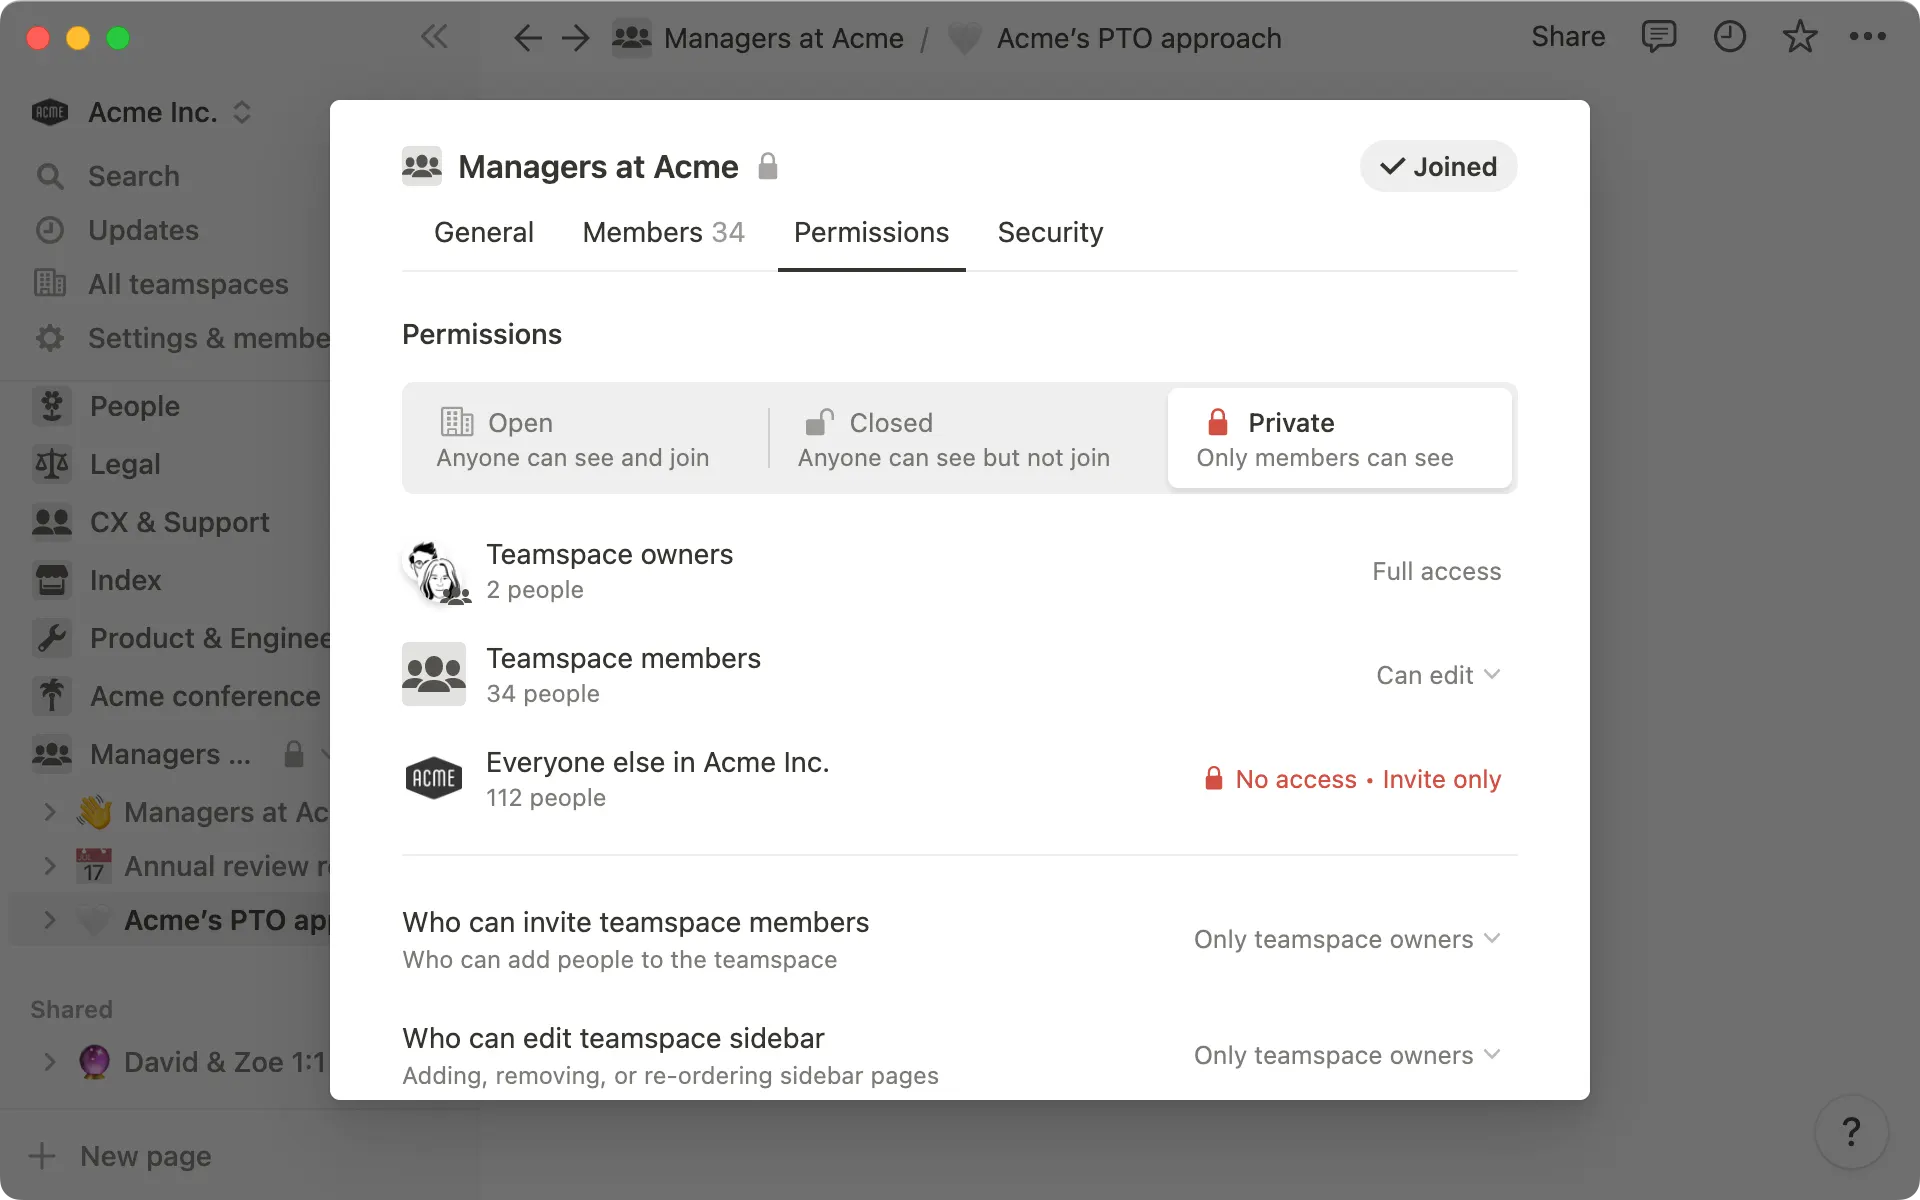 Managers at Acme / Acme’s PTO approach
Share
ACME Acme Inc.
Search
Updates
All teamspaces
Settings & membe
People
Legal
CX & Support
Index
Product & Enginee
Acme conference
Managers ...
Managers at Ac
JUL
17
Annual review r
Acme’s PTO ap
Shared
David & Zoe 1:1
New page
Managers at Acme
Joined
General
Members 34
Permissions
Security
Permissions
Open
Anyone can see and join
Closed
Anyone can see but not join
Private
Only members can see
Teamspace owners
2 people
Full access
Teamspace members
34 people
Can edit
ACME
Everyone else in Acme Inc.
112 people
No access • Invite only
Who can invite teamspace members
Who can add people to the teamspace
Only teamspace owners
Who can edit teamspace sidebar
Adding, removing, or re-ordering sidebar pages
Only teamspace owners
?